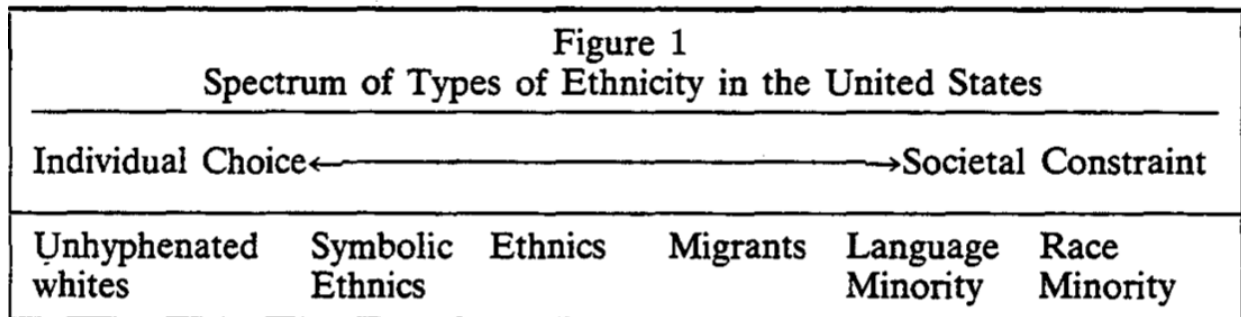 Figure 1
Spectrum of Types of Ethnicity in the United States
Individual Choice←→Societal Constraint
Unhyphenated Symbolic Ethnics Migrants Language Race
whites Ethnics Minority Minority